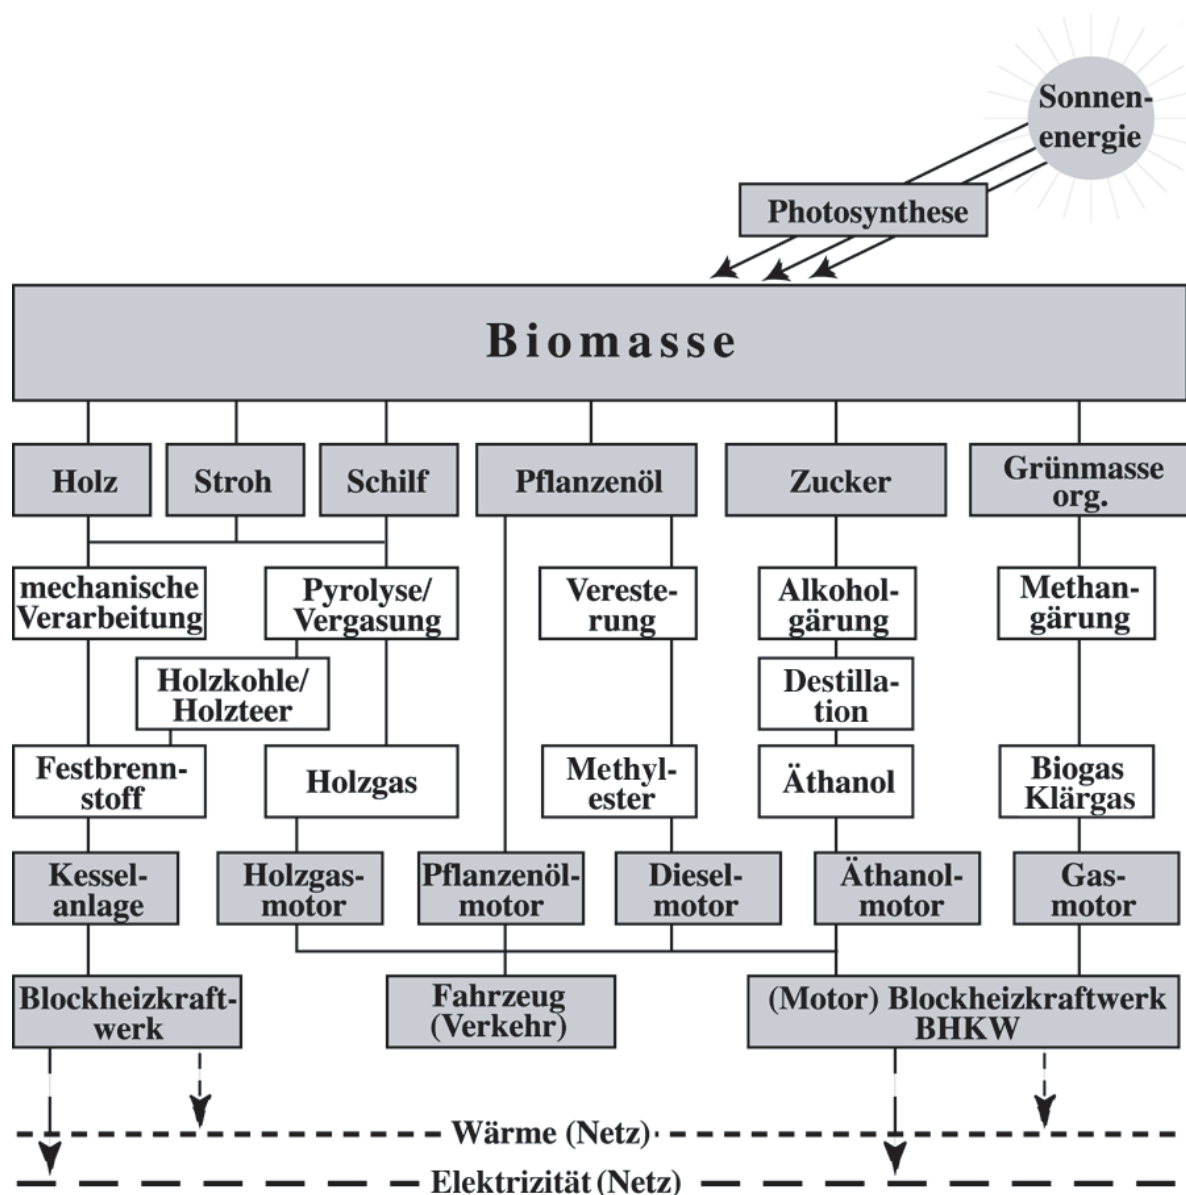 Sonnen-
energie
Photosynthese
Biomasse
Holz
Stroh
Schilf
Pflanzenöl
Zucker
Grünmasse
org.
mechanische
Verarbeitung
Pyrolyse/
Vergasung
Vereste-
rung
Alkohol-
gärung
Methan-
gärung
Holzkohle/
Holzteer
Destilla-
tion
Festbrenn-
stoff
Holzgas
Methyl-
ester
Äthanol
Biogas
Klärgas
Kessel-
anlage
Holzgas-
motor
Pflanzenöl-
motor
Diesel-
motor
Äthanol-
motor
Gas-
motor
Blockheizkraft-
werk
Fahrzeug
(Verkehr)
(Motor) Blockheizkraftwerk
BHKW
Wärme (Netz)
Elektrizität (Netz)